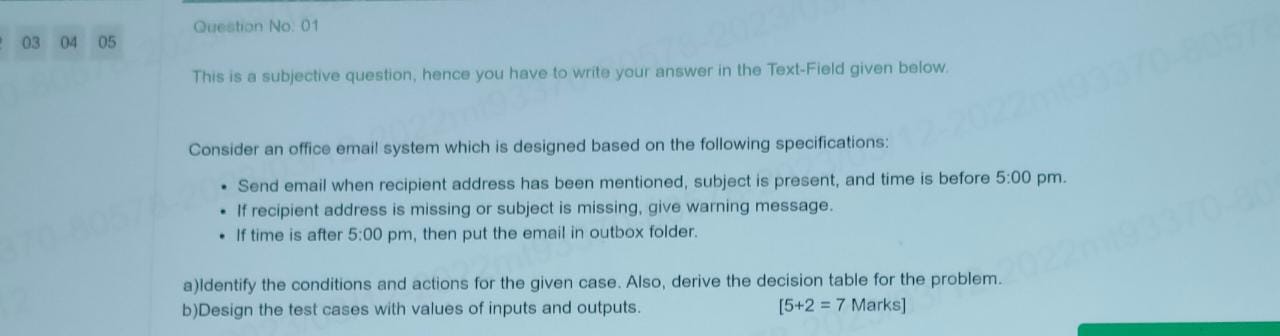 03 04 05
Question No. 01
This is a subjective question, hence you have to write your answer in the Text-Field given below.
Consider an office email system which is designed based on the following specifications:
• Send email when recipient address has been mentioned, subject is present, and time is before 5:00 pm.
• If recipient address is missing or subject is missing, give warning message.
• If time is after 5:00 pm, then put the email in outbox folder.
a)Identify the conditions and actions for the given case. Also, derive the decision table for the problem.
b)Design the test cases with values of inputs and outputs. [5+2 = 7 Marks]